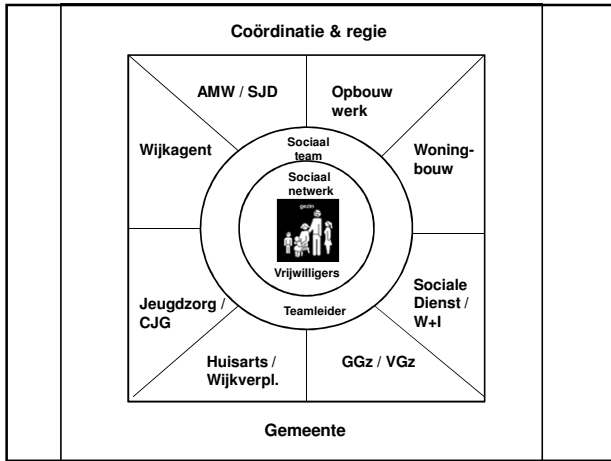 Coördinatie & regie
AMW / SJD
Opbouw
werk
Wijkagent
Sociaal
team
Woning-
bouw
Sociaal
netwerk
gezin
Vrijwilligers
Jeugdzorg /
CJG
Teamleider
Sociale
Dienst /
W+I
Huisarts /
Wijkverpl.
GGz / VGz
Gemeente